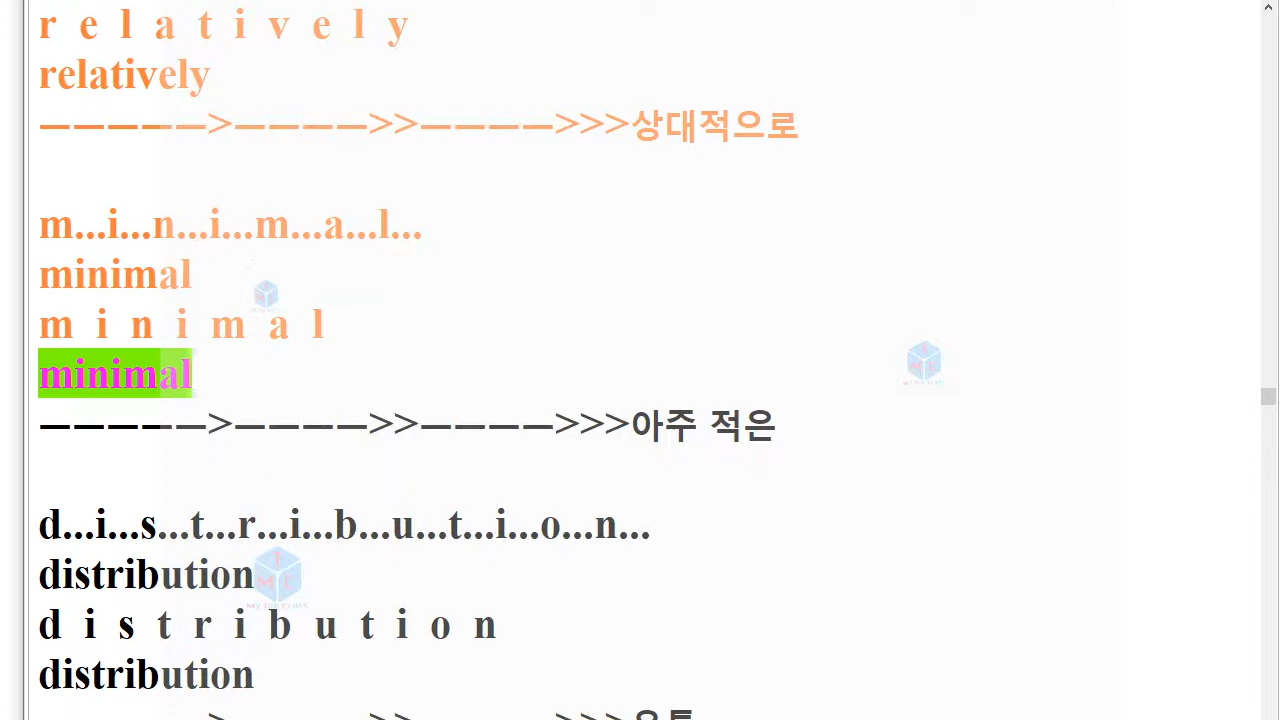 r e l a t i v e l y
relatively
—————>————>>————>>>상대적으로
m...i...n...i...m...a...l...
minimal
m i n i m a l
minimal
—————>————>>————>>>아주 적은
d...i...s...t...r...i...b...u...t...i...o...n...
distribution
d i s t r i b u t i o n
distribution